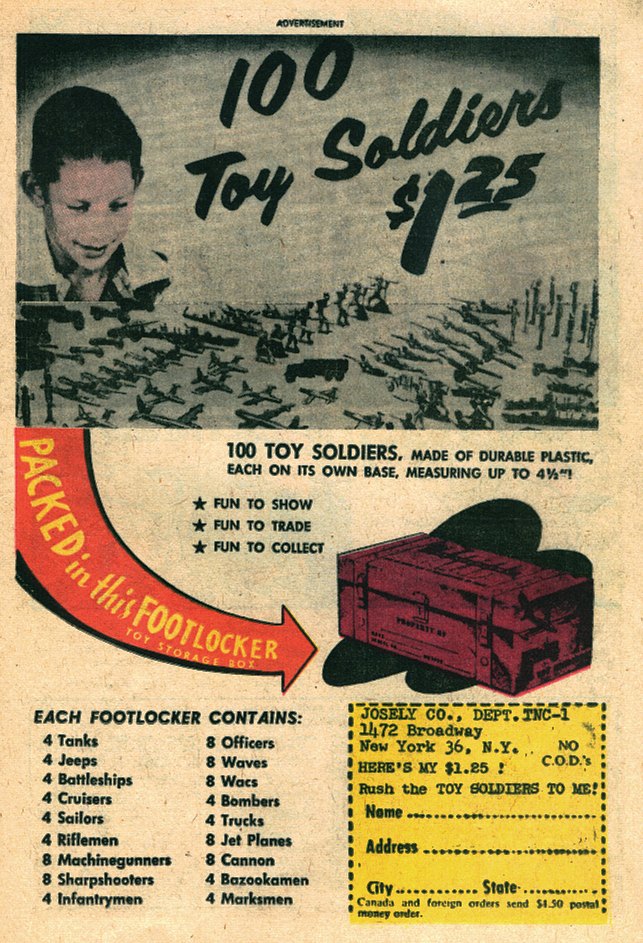 ADVERTISEMENT
100
Toy Soldiers
$1.25
100 TOY SOLDIERS. MADE OF DURABLE PLASTIC,
EACH ON ITS OWN BASE, MEASURING UP TO 4½"!
★ FUN TO SHOW
★ FUN TO TRADE
★ FUN TO COLLECT
PACKED in this FOOTLOCKER
TOY STORAGE BOX
PROPERTY OF
EACH FOOTLOCKER CONTAINS:
4 Tanks
4 Jeeps
4 Battleships
4 Cruisers
4 Sailors
4 Riflemen
8 Machinegunners
8 Sharpshooters
4 Infantrymen
8 Officers
8 Waves
8 Wacs
4 Bombers
4 Trucks
8 Jet Planes
8 Cannon
4 Bazookamen
4 Marksmen
JOSELY CO., DEPT. TNC-1
1472 Broadway
New York 36, N.Y. NO
C.O.D.'s
HERE'S MY $1.25 !
Rush the TOY SOLDIERS TO ME!
Name
Address
City State
Canada and foreign orders send $1.50 postal
money order.